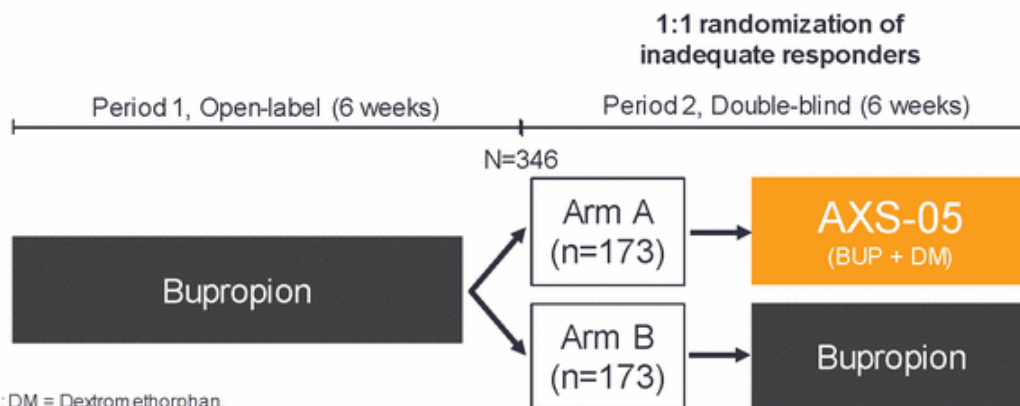 1:1 randomization of
inadequate responders
Period 1, Open-label (6 weeks)
Period 2, Double-blind (6 weeks)
N=346
Arm A
(n=173)
AXS-05
(BUP + DM)
Bupropion
Arm B
(n=173)
Bupropion
; DM = Dextromethorphan.